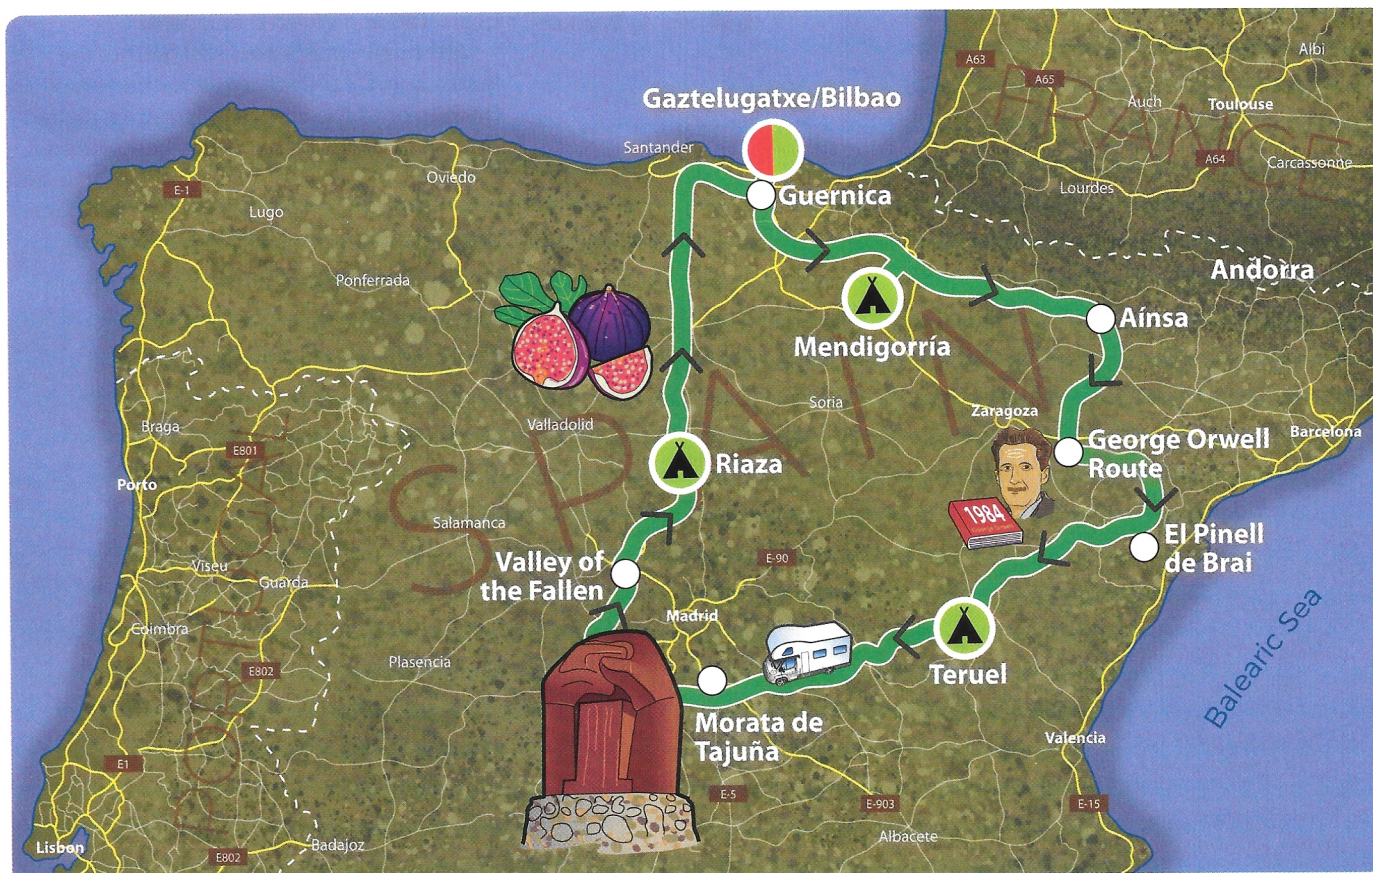 Albi
A63
A65
Gaztelugatxe/Bilbao
Auch
Toulouse
FRANCE
Santander
A64
Carcassonne
Oviedo
E-1
Guernica
Lourdes
Lugo
Andorra
Ponferrada
Aínsa
Mendigorría
SPAIN
Soria
Zaragoza
Valladolid
Braga
Barcelona
George Orwell
Route
E801
Riaza
Porto
1984
Salamanca
El Pinell
de Brai
Valley of
the Fallen
E-90
Viseu
Guarda
PORTUGAL
Madrid
Coimbra
Plasencia
E802
Teruel
Balearic Sea
Morata de
Tajuña
Valencia
E1
E-5
E-903
E-15
Albacete
Lisbon
Badajoz
E802